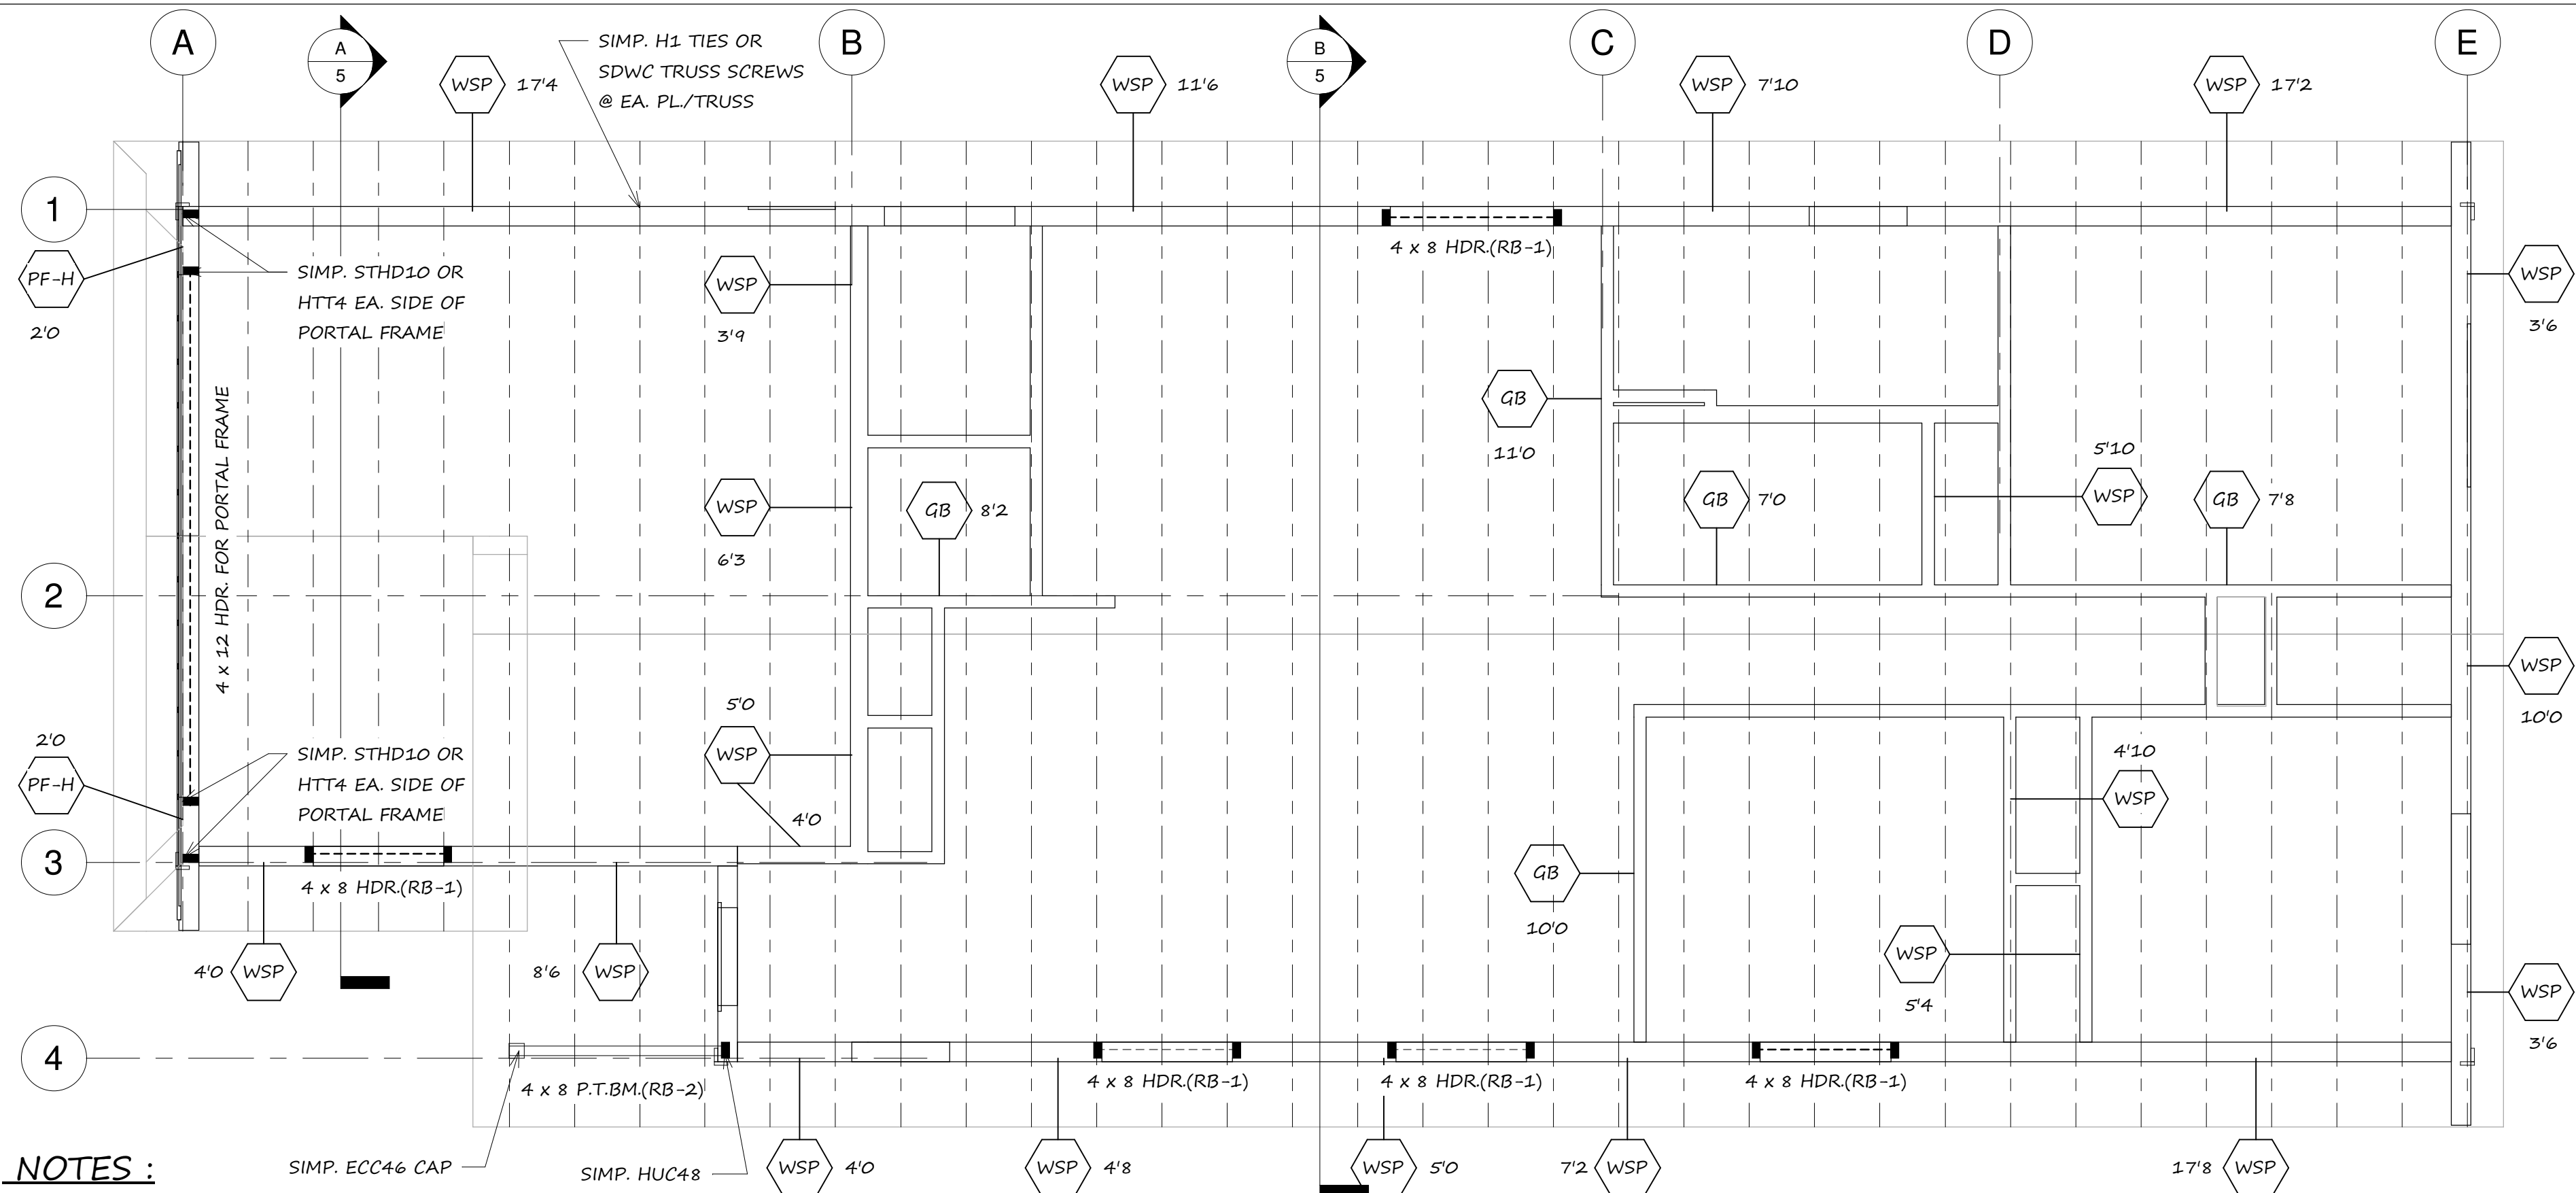 A
A
5
WSP 17'4
SIMP. H1 TIES OR
SDWC TRUSS SCREWS
@ EA. PL./TRUSS
B
WSP 11'6
B
5
C
WSP 7'10
D
WSP 17'2
E
1
PF-H
2'0
SIMP. STHD10 OR
HTT4 EA. SIDE OF
PORTAL FRAME
WSP
3'9
4 x 8 HDR.(RB-1)
WSP
3'6
4 x 12 HDR. FOR PORTAL FRAME
GB
11'0
WSP
6'3
GB 8'2
GB 7'0
5'10
WSP
GB 7'8
2
WSP
10'0
2'0
PF-H
SIMP. STHD10 OR
HTT4 EA. SIDE OF
PORTAL FRAME
5'0
WSP
4'0
4'10
WSP
3
4 x 8 HDR.(RB-1)
GB
10'0
4'0 WSP
8'6 WSP
WSP
5'4
WSP
3'6
4
4 x 8 P.T.BM.(RB-2)
4 x 8 HDR.(RB-1)
4 x 8 HDR.(RB-1)
4 x 8 HDR.(RB-1)
NOTES :
SIMP. ECC46 CAP
SIMP. HUC48
WSP 4'0
WSP 4'8
WSP 5'0
7'2 WSP
17'8 WSP